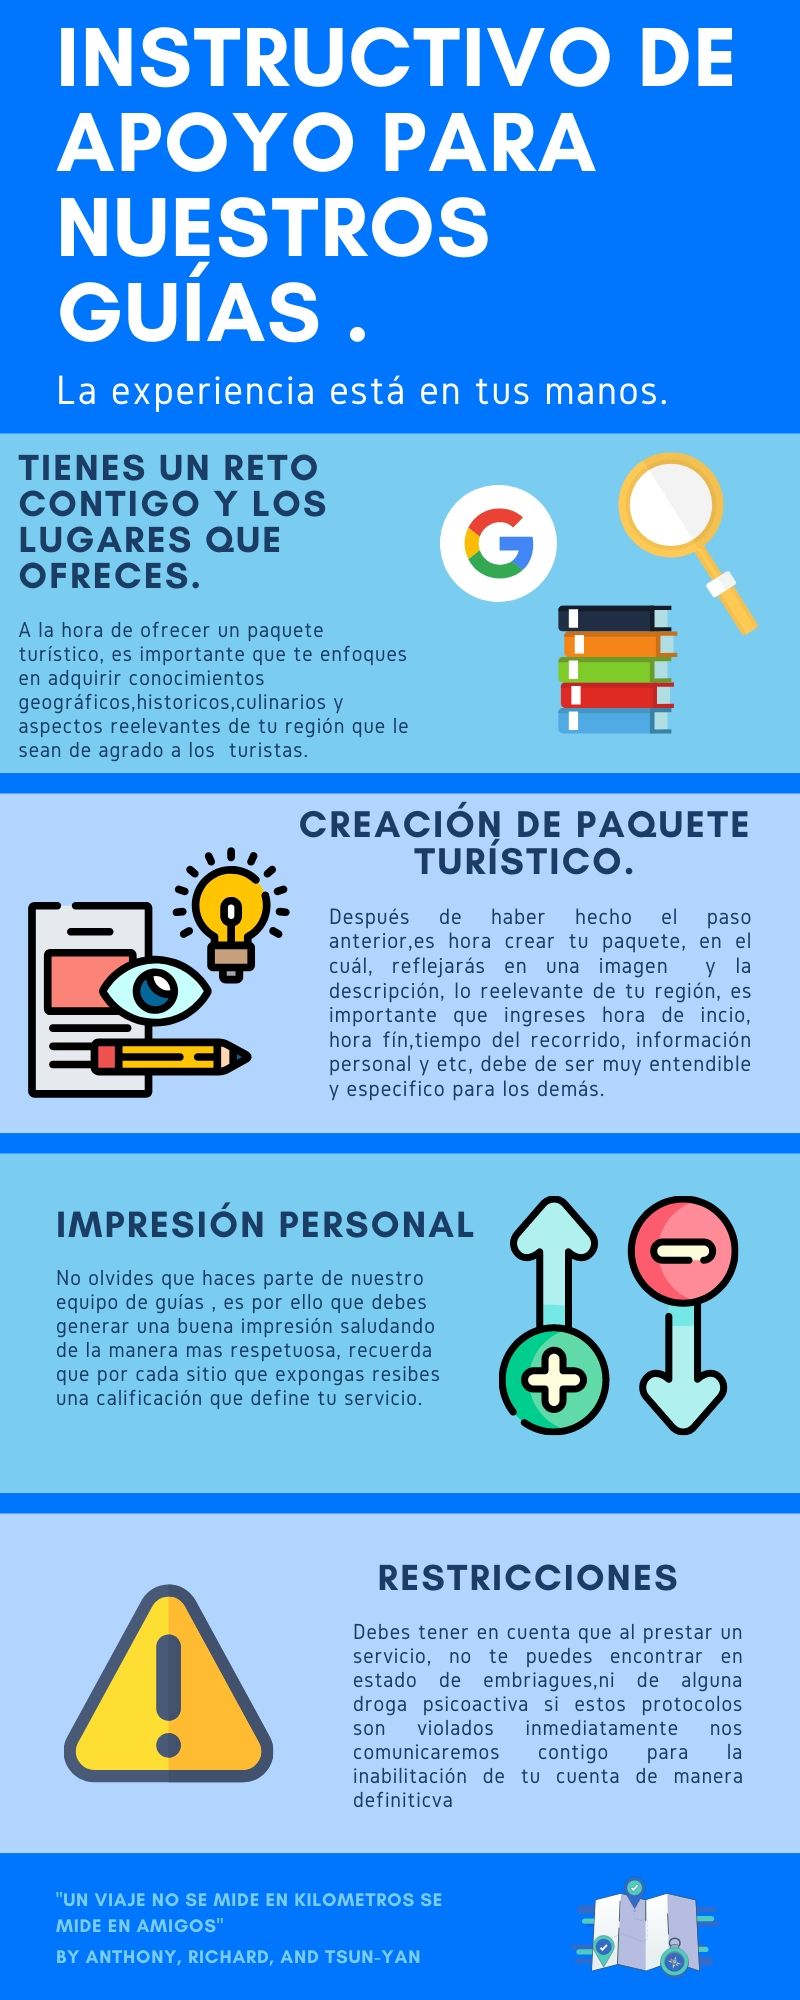 INSTRUCTIVO DE
APOYO PARA
NUESTROS
GUÍAS .
La experiencia está en tus manos.
TIENES UN RETO
CONTIGO Y LOS
LUGARES QUE
OFRECES.
A la hora de ofrecer un paquete
turístico, es importante que te enfoques
en adquirir conocimientos
geográficos,historicos,culinarios y
aspectos reelevantes de tu región que le
sean de agrado a los  turistas.
CREACIÓN DE PAQUETE
TURÍSTICO.
Después de haber hecho el paso
anterior,es hora crear tu paquete, en el
cuál, reflejarás en una imagen  y la
descripción, lo reelevante de tu región, es
importante que ingreses hora de incio,
hora fín,tiempo del recorrido, información
personal y etc, debe de ser muy entendible
y especifico para los demás.
IMPRESIÓN PERSONAL
No olvides que haces parte de nuestro
equipo de guías , es por ello que debes
generar una buena impresión saludando
de la manera mas respetuosa, recuerda
que por cada sitio que expongas resibes
una calificación que define tu servicio.
RESTRICCIONES
Debes tener en cuenta que al prestar un
servicio, no te puedes encontrar en
estado de embriagues,ni de alguna
droga psicoactiva si estos protocolos
son violados inmediatamente nos
comunicaremos contigo para la
inabilitación de tu cuenta de manera
definiticva
"UN VIAJE NO SE MIDE EN KILOMETROS SE
MIDE EN AMIGOS"
BY ANTHONY, RICHARD, AND TSUN-YAN